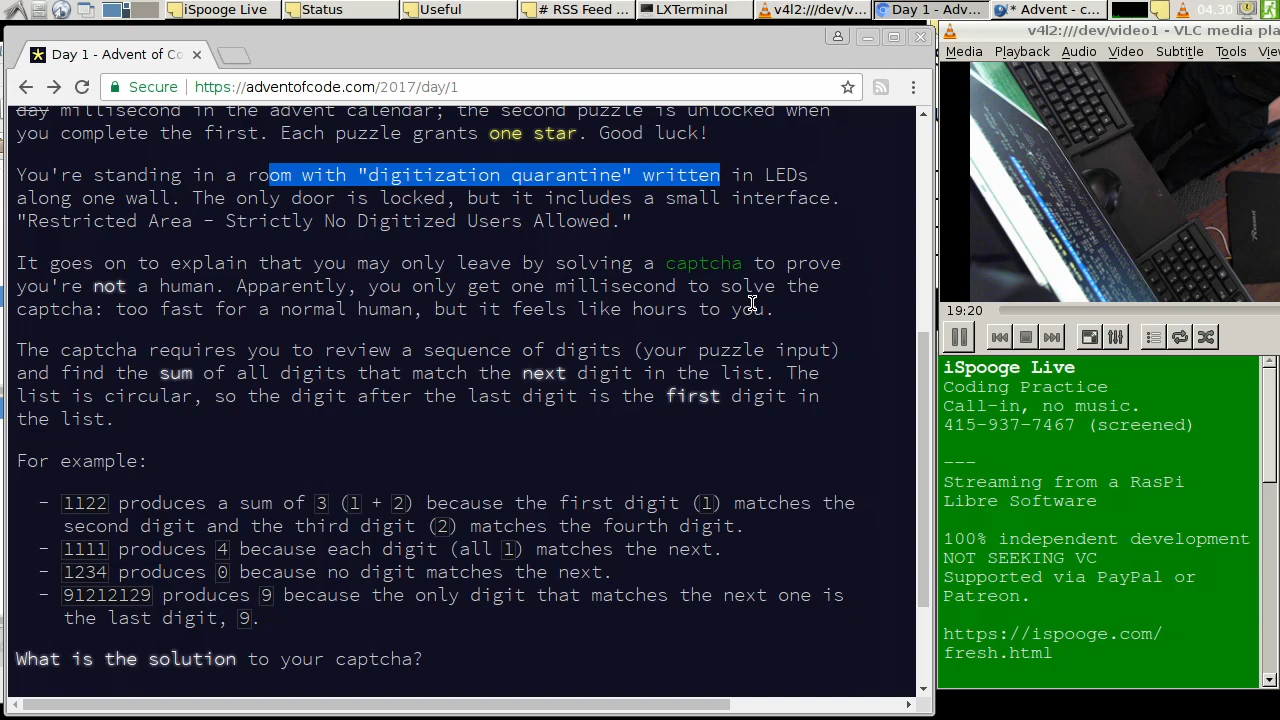 iSpooge Live
Status
Useful
# RSS Feed ...
LXTerminal
v4l2:///dev/v...
Day 1 - Adv...
* Advent - c...
04.30
Day 1 - Advent of Co
Secure
https://adventofcode.com/2017/day/1
day millisecond in the advent calendar; the second puzzle is unlocked when
you complete the first. Each puzzle grants one star. Good luck!
You're standing in a room with "digitization quarantine" written in LEDs
along one wall. The only door is locked, but it includes a small interface.
"Restricted Area - Strictly No Digitized Users Allowed."
It goes on to explain that you may only leave by solving a captcha to prove
you're not a human. Apparently, you only get one millisecond to solve the
captcha: too fast for a normal human, but it feels like hours to you.
The captcha requires you to review a sequence of digits (your puzzle input)
and find the sum of all digits that match the next digit in the list. The
list is circular, so the digit after the last digit is the first digit in
the list.
For example:
- 1122 produces a sum of 3 (1 + 2) because the first digit (1) matches the
second digit and the third digit (2) matches the fourth digit.
- 1111 produces 4 because each digit (all 1) matches the next.
- 1234 produces 0 because no digit matches the next.
- 91212129 produces 9 because the only digit that matches the next one is
the last digit, 9.
What is the solution to your captcha?
v4l2:///dev/video1 - VLC media pla
Media Playback Audio Video Subtitle Tools Vie
19:20
iSpooge Live
Coding Practice
Call-in, no music.
415-937-7467 (screened)
---
Streaming from a RasPi
Libre Software
100% independent development
NOT SEEKING VC
Supported via PayPal or
Patreon.
https://ispooge.com/
fresh.html